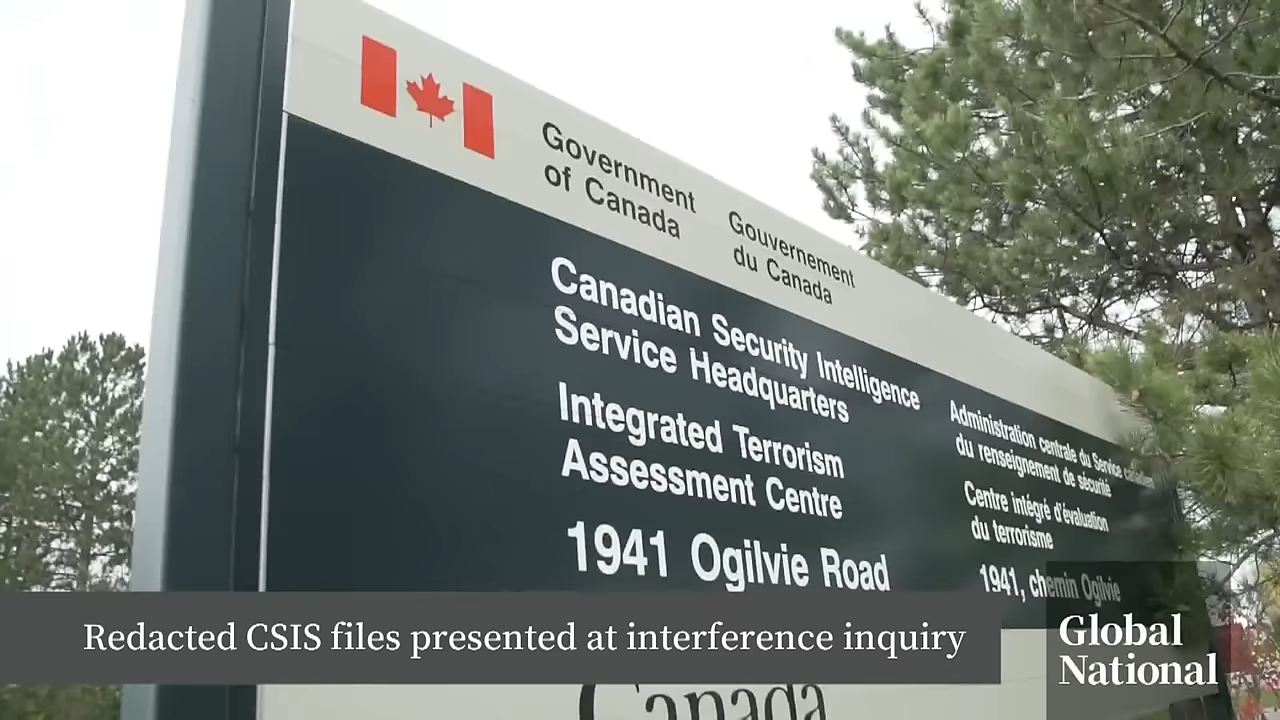 Government
of Canada
Gouvernement
du Canada
Canadian Security Intelligence
Service Headquarters
Integrated Terrorism
Assessment Centre
1941 Ogilvie Road
Administration centrale du Service canadien
du renseignement de sécurité
Centre intégré d'évaluation
du terrorisme
1941, chemin Ogilvie
Redacted CSIS files presented at interference inquiry
Global
National
Canada